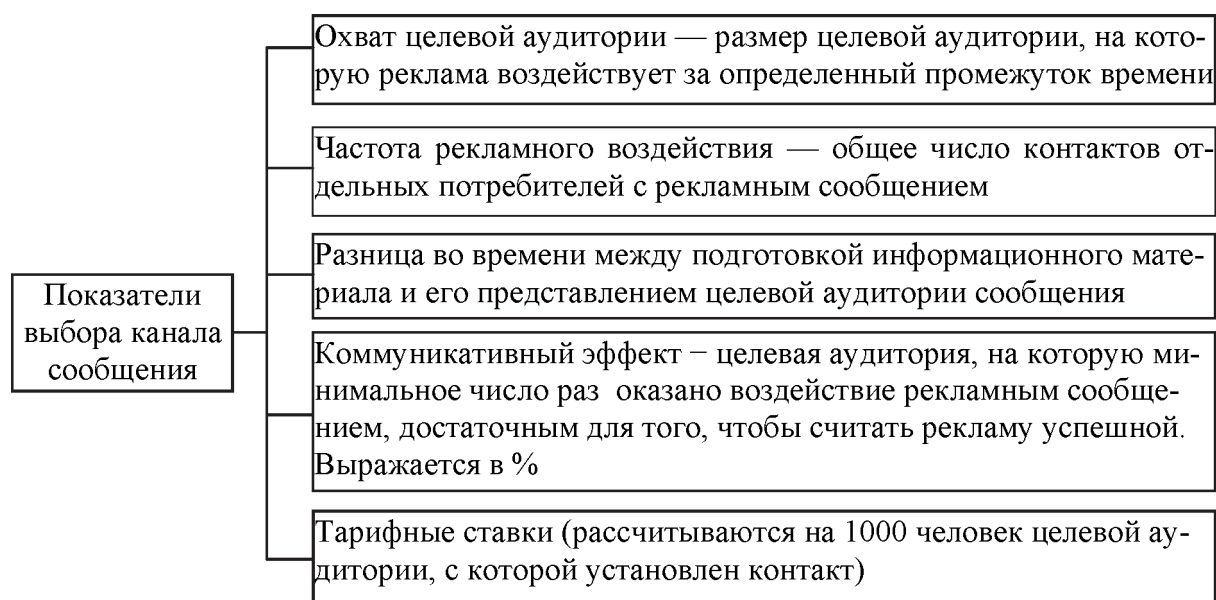 Охват целевой аудитории — размер целевой аудитории, на кото-
рую реклама воздействует за определенный промежуток времени
Частота рекламного воздействия — общее число контактов от-
дельных потребителей с рекламным сообщением
Разница во времени между подготовкой информационного мате-
риала и его представлением целевой аудитории сообщения
Показатели
выбора канала
сообщения
Коммуникативный эффект − целевая аудитория, на которую ми-
нимальное число раз  оказано воздействие рекламным сообще-
нием, достаточным для того, чтобы считать рекламу успешной.
Выражается в %
Тарифные ставки (рассчитываются на 1000 человек целевой ау-
дитории, с которой установлен контакт)